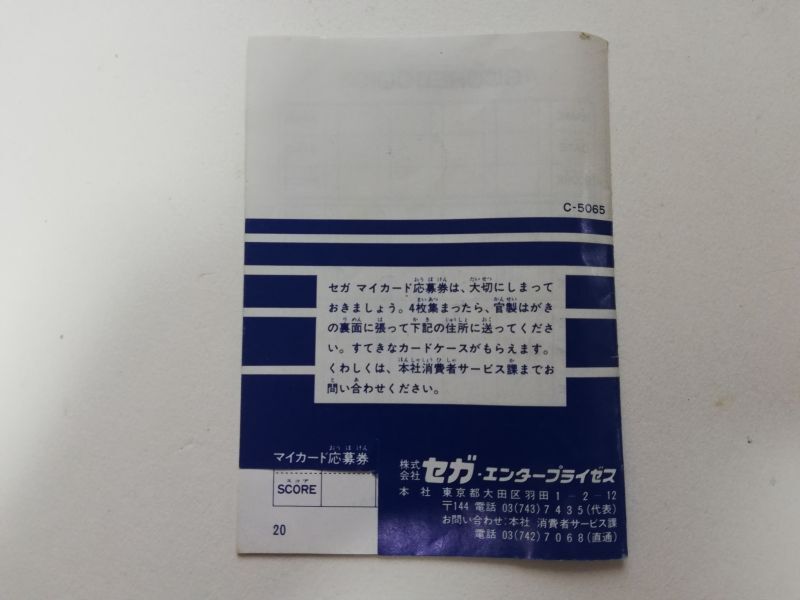 C-5065
セガ マイカード応募券は、大切にしまって
おきましょう。4枚集まったら、官製はがき
の裏面に張って下記の住所に送ってくださ
い。すてきなカードケースがもらえます。
くわしくは、本社消費者サービス課までお
問い合わせください。
マイカード応募券
スコア
SCORE
20
株式会社 セガ・エンタープライゼス
本社 東京都大田区羽田1-2-12
〒144 電話 03(743)7435(代表)
お問い合わせ:本社 消費者サービス課
電話 03(742)7068(直通)